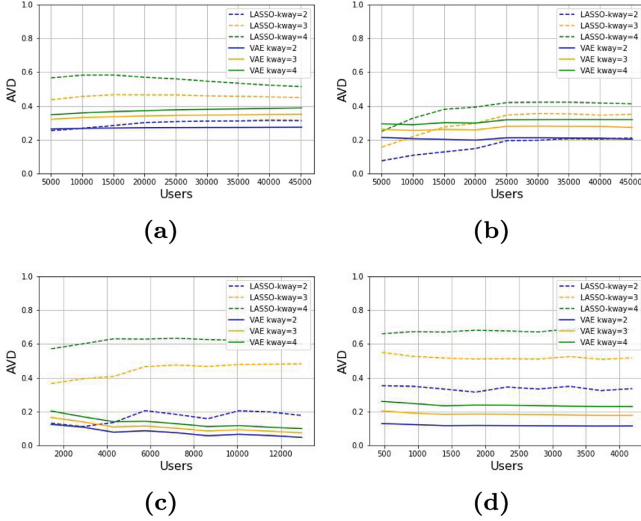 1.0
0.8
0.6
0.4
0.2
0.0
AVD
5000 10000 15000 20000 25000 30000 35000 40000 45000
Users
LASSO-kway=2
LASSO-kway=3
LASSO-kway=4
VAE kway=2
VAE kway=3
VAE kway=4
(a)
1.0
0.8
0.6
0.4
0.2
0.0
AVD
5000 10000 15000 20000 25000 30000 35000 40000 45000
Users
LASSO-kway=2
LASSO-kway=3
LASSO-kway=4
VAE kway=2
VAE kway=3
VAE kway=4
(b)
1.0
0.8
0.6
0.4
0.2
0.0
AVD
2000 4000 6000 8000 10000 12000
Users
LASSO-kway=2
LASSO-kway=3
LASSO-kway=4
VAE kway=2
VAE kway=3
VAE kway=4
(c)
1.0
0.8
0.6
0.4
0.2
0.0
AVD
500 1000 1500 2000 2500 3000 3500 4000
Users
LASSO-kway=2
LASSO-kway=3
LASSO-kway=4
VAE kway=2
VAE kway=3
VAE kway=4
(d)